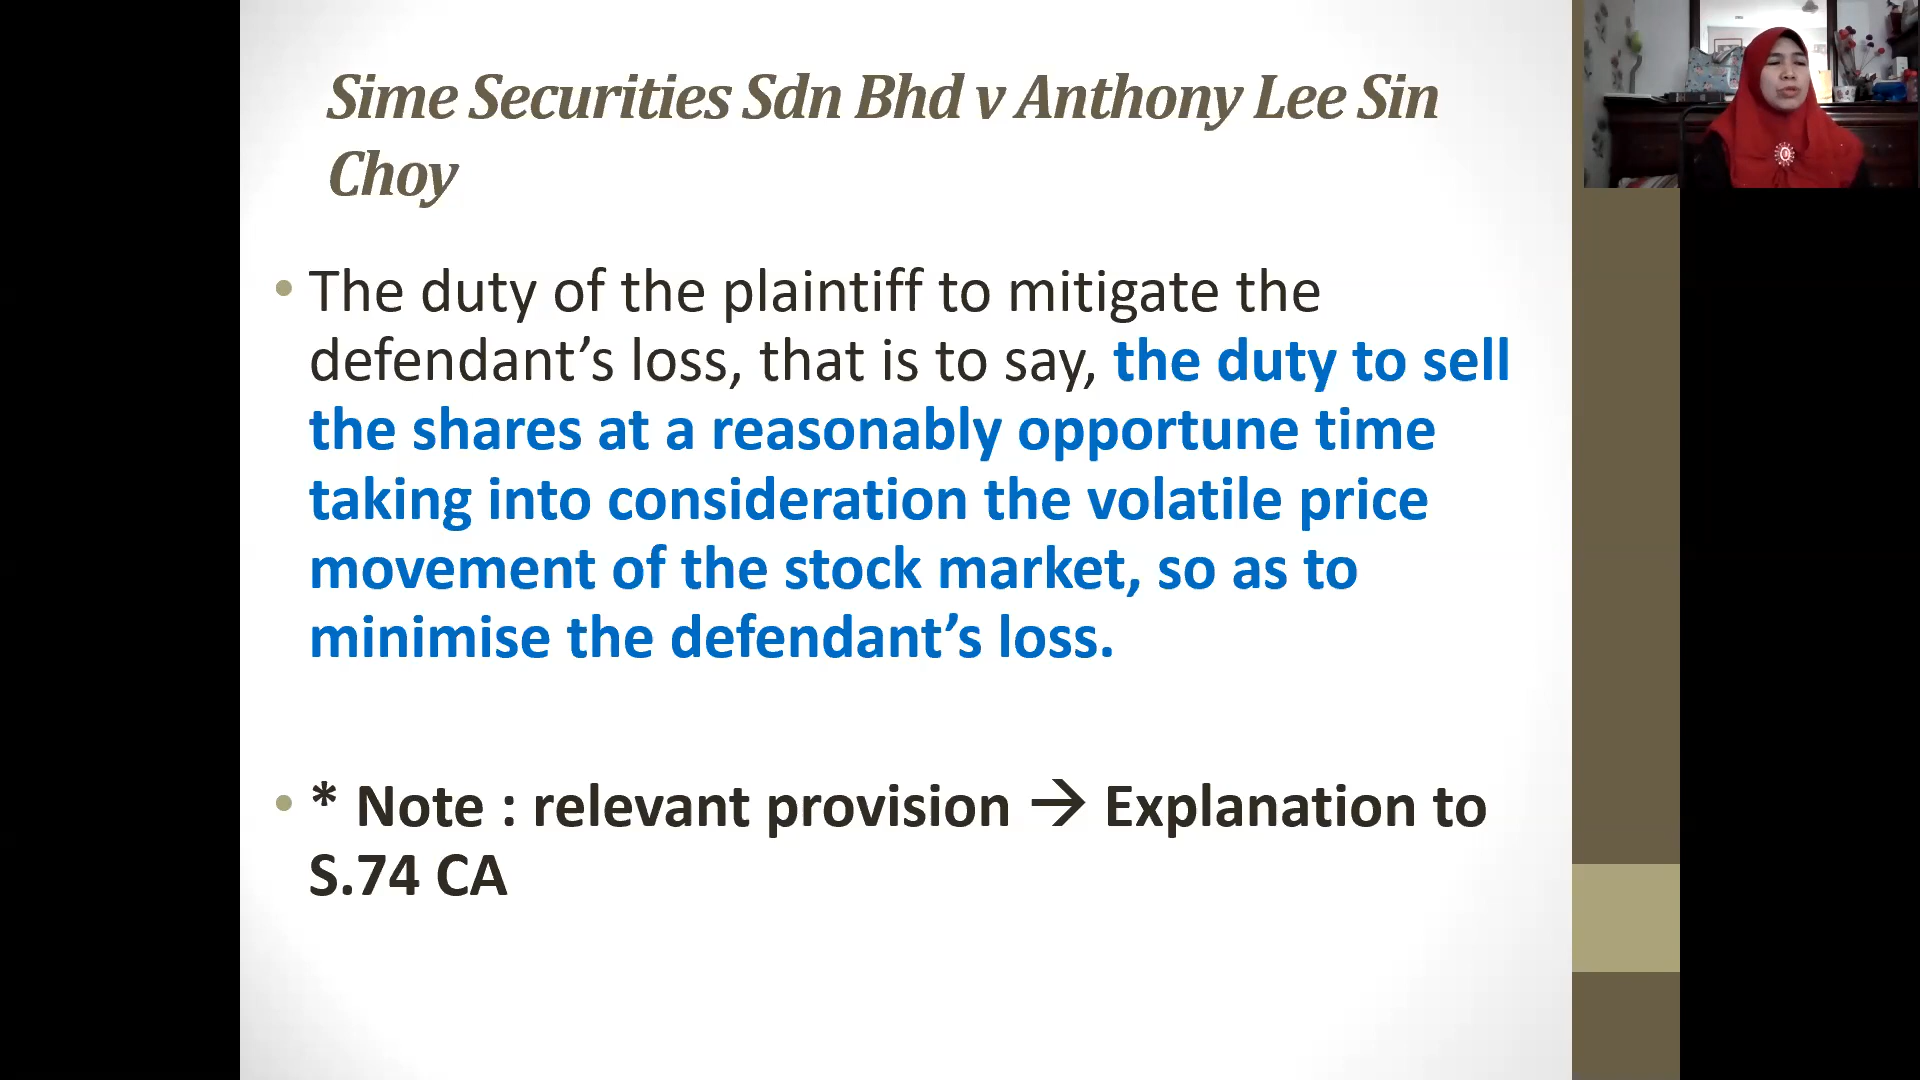 Sime Securities Sdn Bhd v Anthony Lee Sin
Choy
• The duty of the plaintiff to mitigate the
defendant’s loss, that is to say, the duty to sell
the shares at a reasonably opportune time
taking into consideration the volatile price
movement of the stock market, so as to
minimise the defendant’s loss.
• * Note : relevant provision → Explanation to
S.74 CA